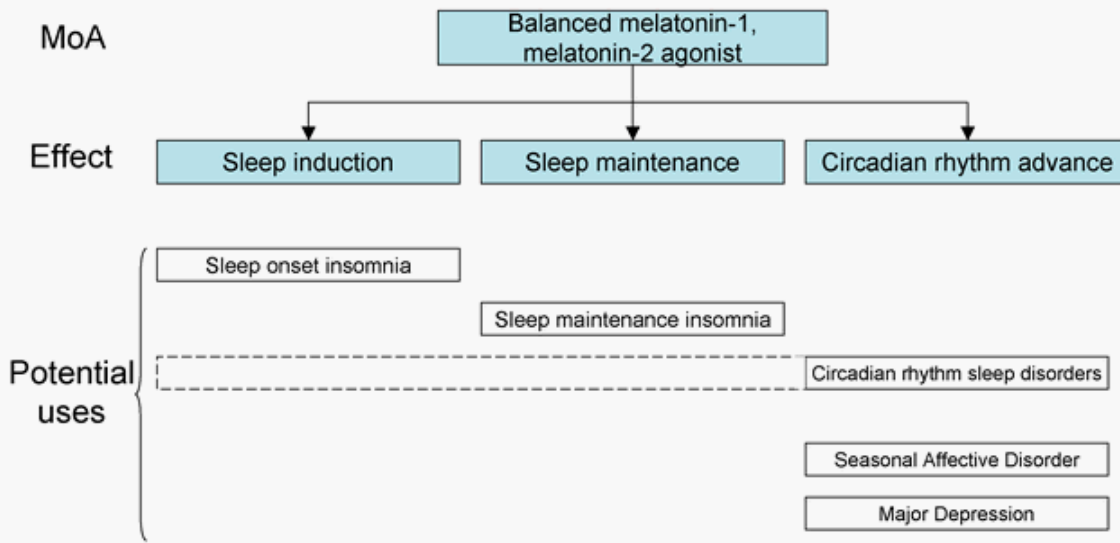 MoA
Balanced melatonin-1,
melatonin-2 agonist
Effect
Sleep induction
Sleep maintenance
Circadian rhythm advance
Potential
uses
Sleep onset insomnia
Sleep maintenance insomnia
Circadian rhythm sleep disorders
Seasonal Affective Disorder
Major Depression